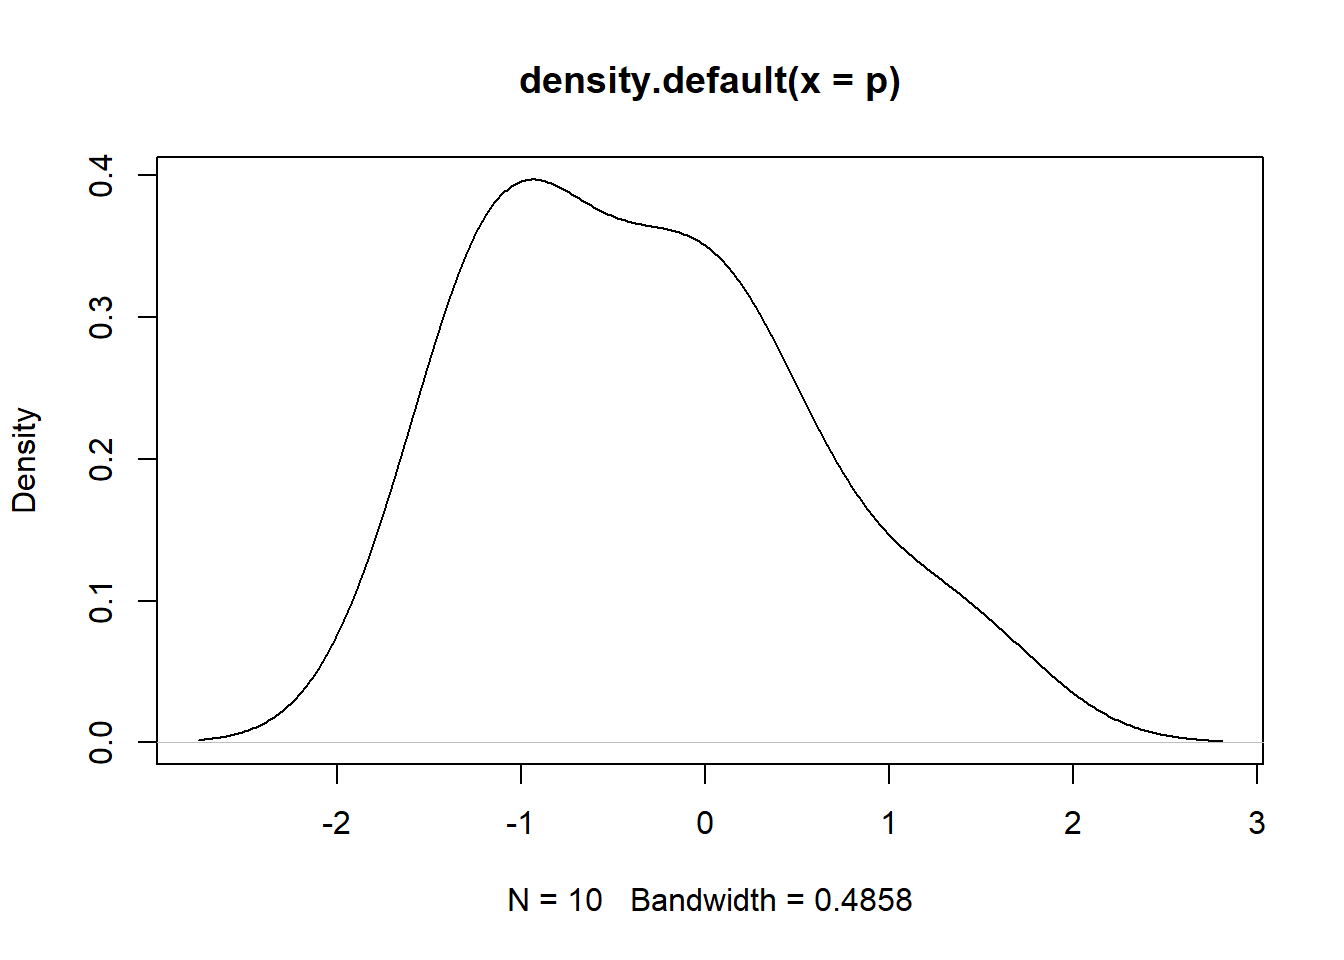 density.default(x = p)
0.4
0.3
0.2
0.1
0.0
Density
-2 -1 0 1 2 3
N = 10 Bandwidth = 0.4858